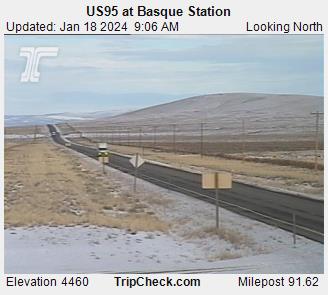 US95 at Basque Station
Updated: Jan 18 2024 9:06 AM Looking North
Elevation 4460 TripCheck.com Milepost 91.62